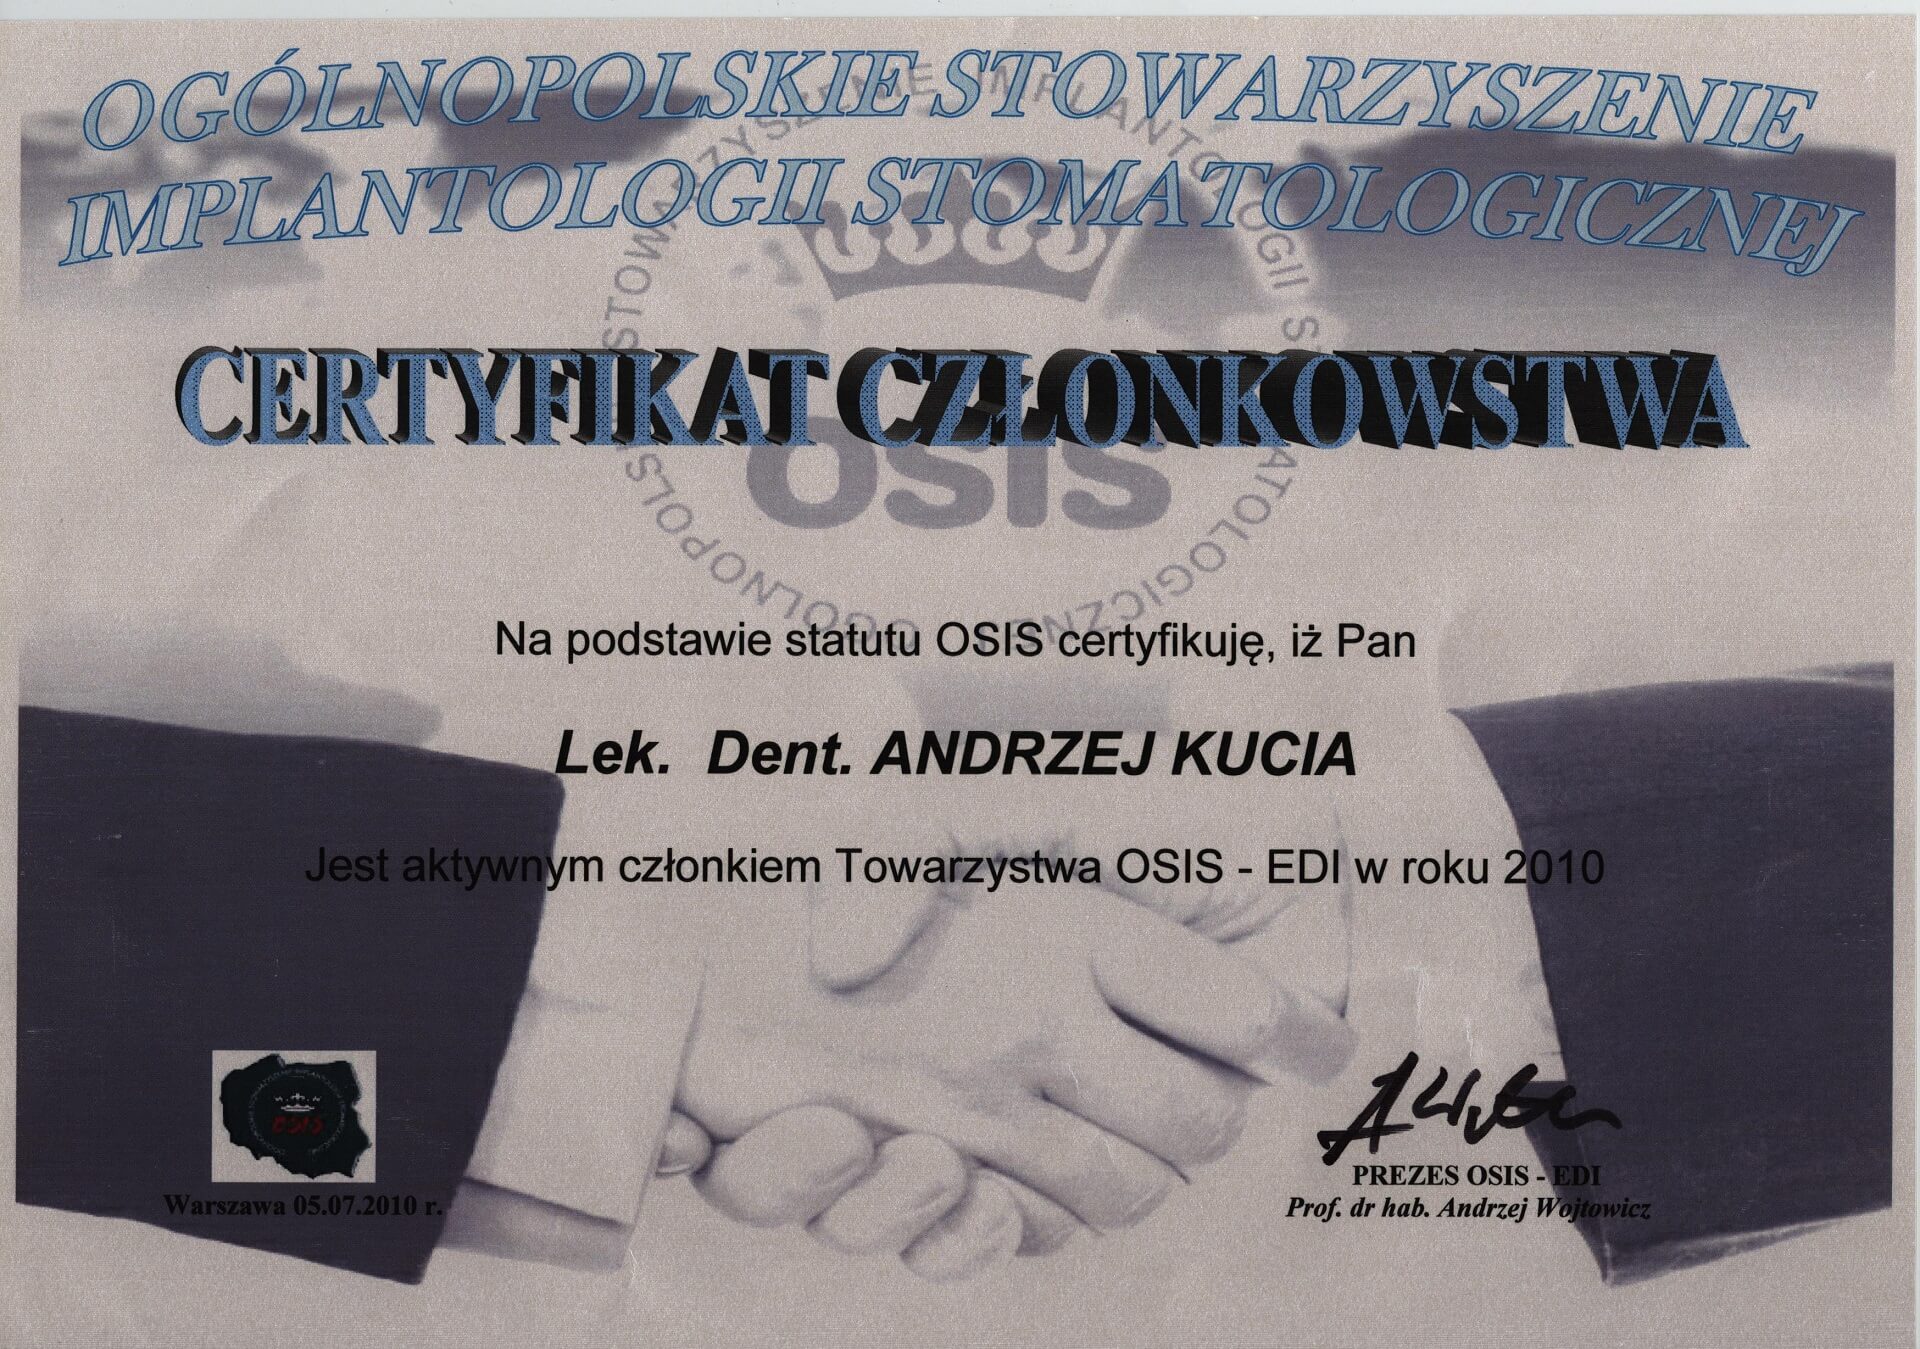 OGÓLNOPOLSKIE STOWARZYSZENIE
IMPLANTOLOGII STOMATOLOGICZNEJ
CERTYFIKAT CZŁONKOWSTWA
OSIS
Na podstawie statutu OSIS certyfikuję, iż Pan
Lek. Dent. ANDRZEJ KUCIA
Jest aktywnym członkiem Towarzystwa OSIS - EDI w roku 2010
OSIS
Warszawa 05.07.2010 r.
PREZES OSIS - EDI
Prof. dr hab. Andrzej Wojtowicz